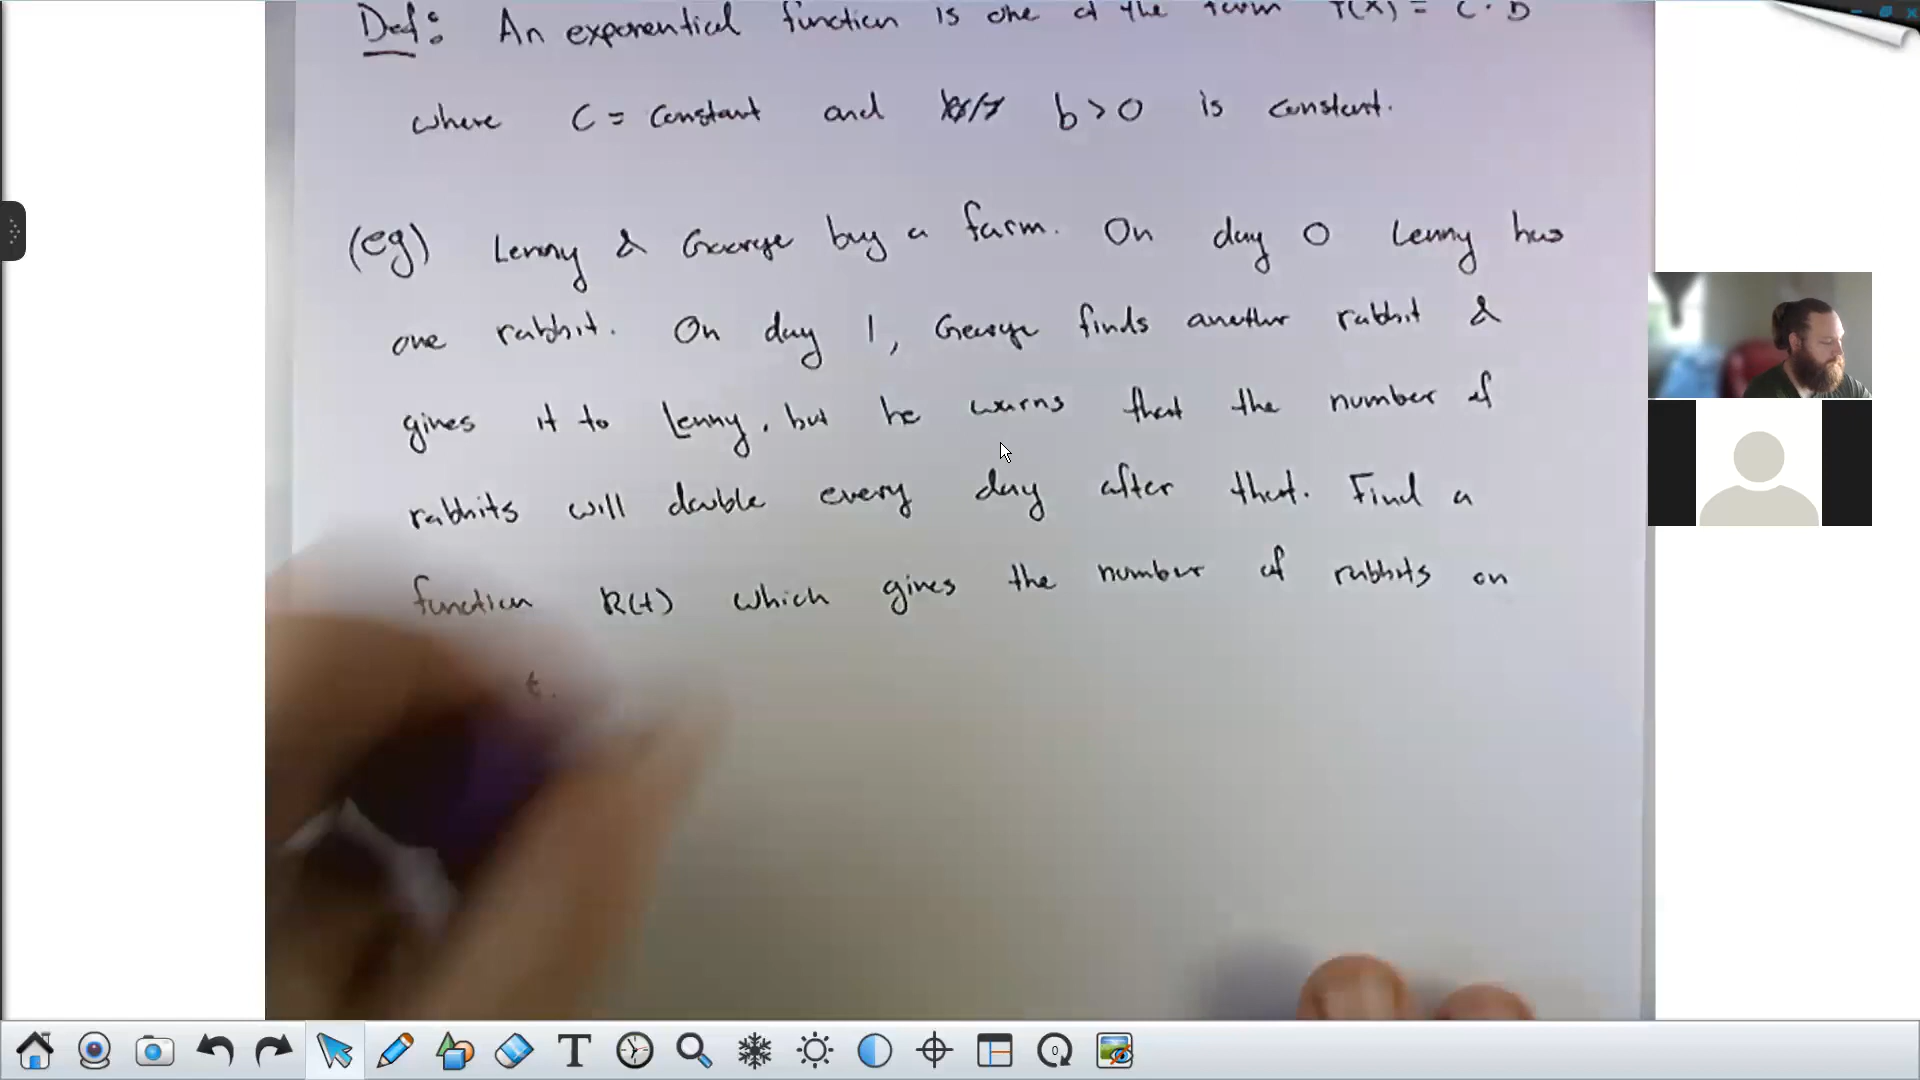 Def: An exponential function is one of the form f(x) = C · b
where C = constant and b > 0 is constant.
(eg) Lenny & George buy a farm. On day 0 Lenny has
one rabbit. On day 1, George finds another rabbit &
gives it to Lenny, but he warns that the number of
rabbits will double every day after that. Find a
function R(t) which gives the number of rabbits on
t.
T
0